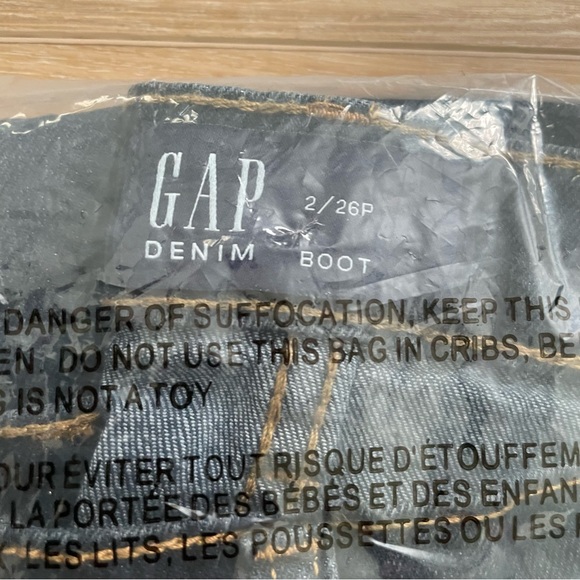 GAP
2/26P
DENIM
BOOT
DANGER OF SUFFOCATION, KEEP THIS
EN. DO NOT USE THIS BAG IN CRIBS, BE
IS NOT A TOY
OUR ÉVITER TOUT RISQUE D'ÉTOUFFEM
LA PORTÉE DES BÉBÉS ET DES ENFAN
LES LITS, LES POUSSETTES OU LES